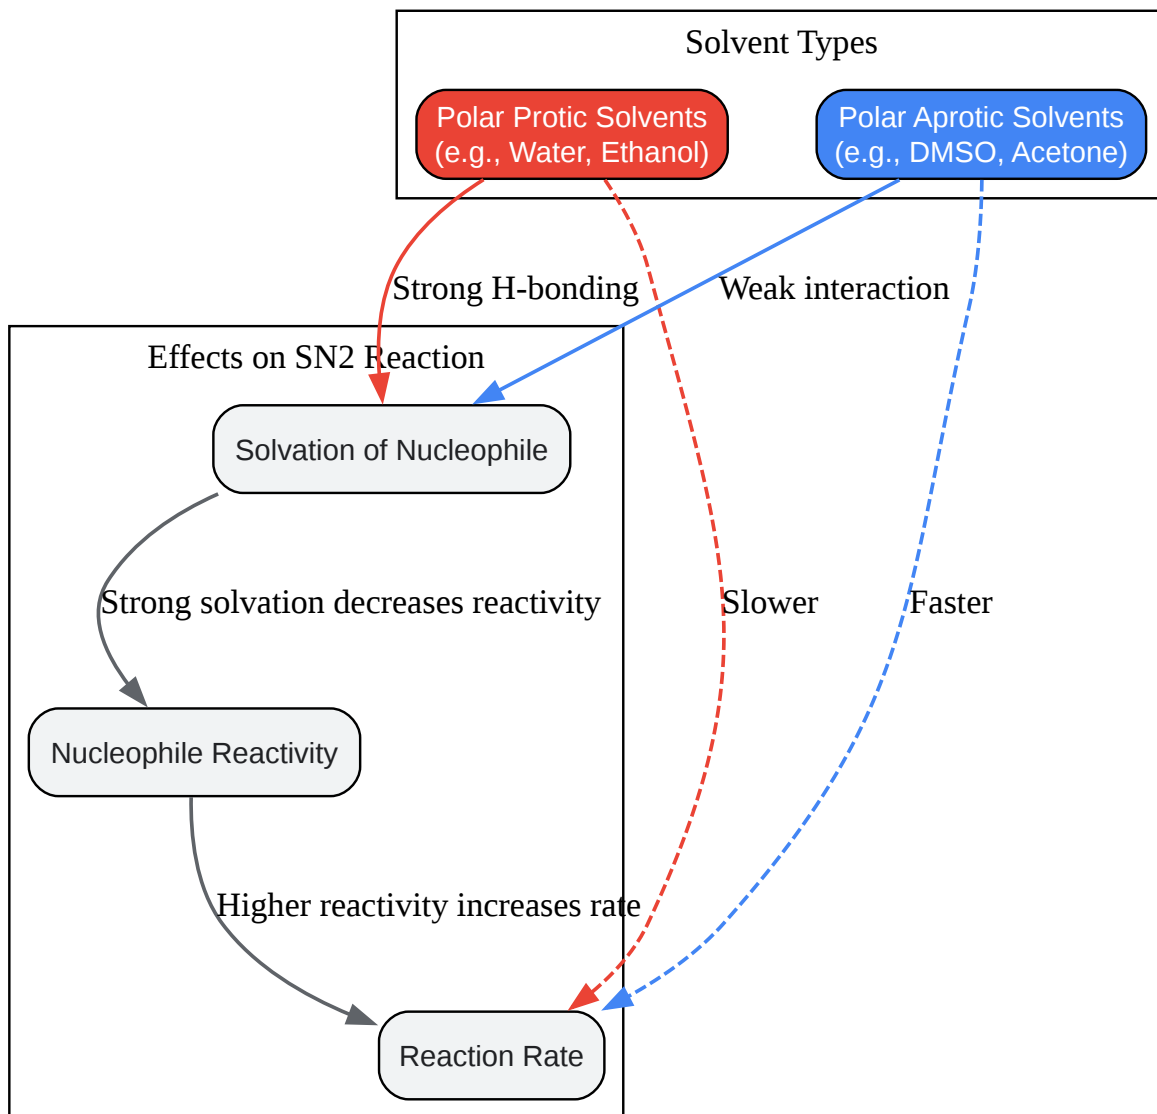 Solvent Types
Polar Protic Solvents
(e.g., Water, Ethanol)
Polar Aprotic Solvents
(e.g., DMSO, Acetone)
Strong H-bonding
Weak interaction
Effects on SN2 Reaction
Solvation of Nucleophile
Strong solvation decreases reactivity
Slower
Faster
Nucleophile Reactivity
Higher reactivity increases rate
Reaction Rate